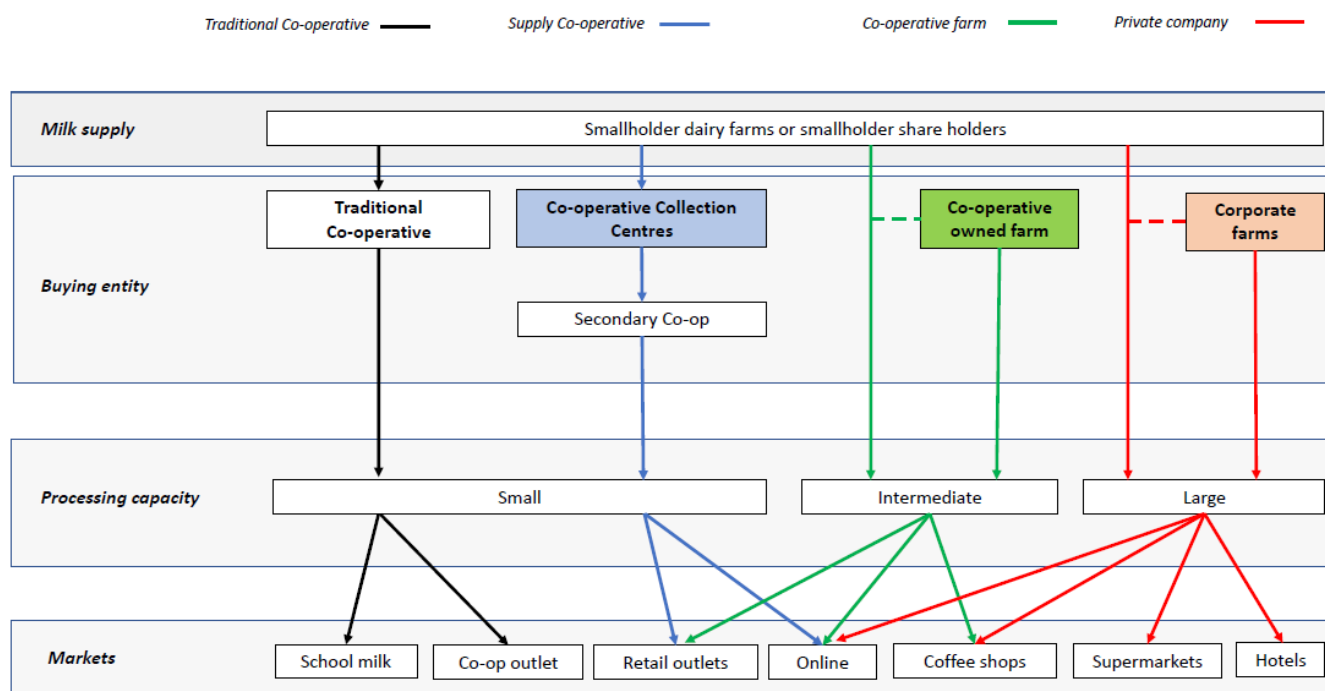 Traditional Co-operative
Supply Co-operative
Co-operative farm
Private company
Milk supply
Smallholder dairy farms or smallholder share holders
Buying entity
Traditional
Co-operative
Co-operative Collection
Centres
Co-operative
owned farm
Corporate
farms
Secondary Co-op
Processing capacity
Small
Intermediate
Large
Markets
School milk
Co-op outlet
Retail outlets
Online
Coffee shops
Supermarkets
Hotels